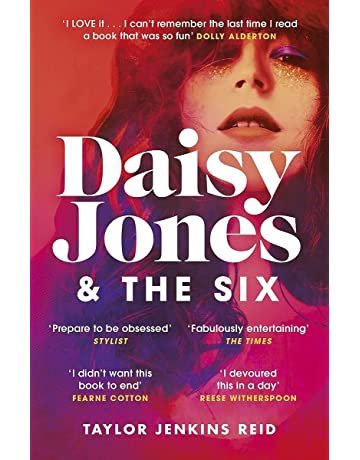 'I LOVE it . . . I can't remember the last time I read
a book that was so fun' DOLLY ALDERTON
Daisy
Jones
& THE SIX
'Prepare to be obsessed'
STYLIST
'Fabulously entertaining'
THE TIMES
'I didn't want this
book to end'
FEARNE COTTON
'I devoured
this in a day'
REESE WITHERSPOON
TAYLOR JENKINS REID